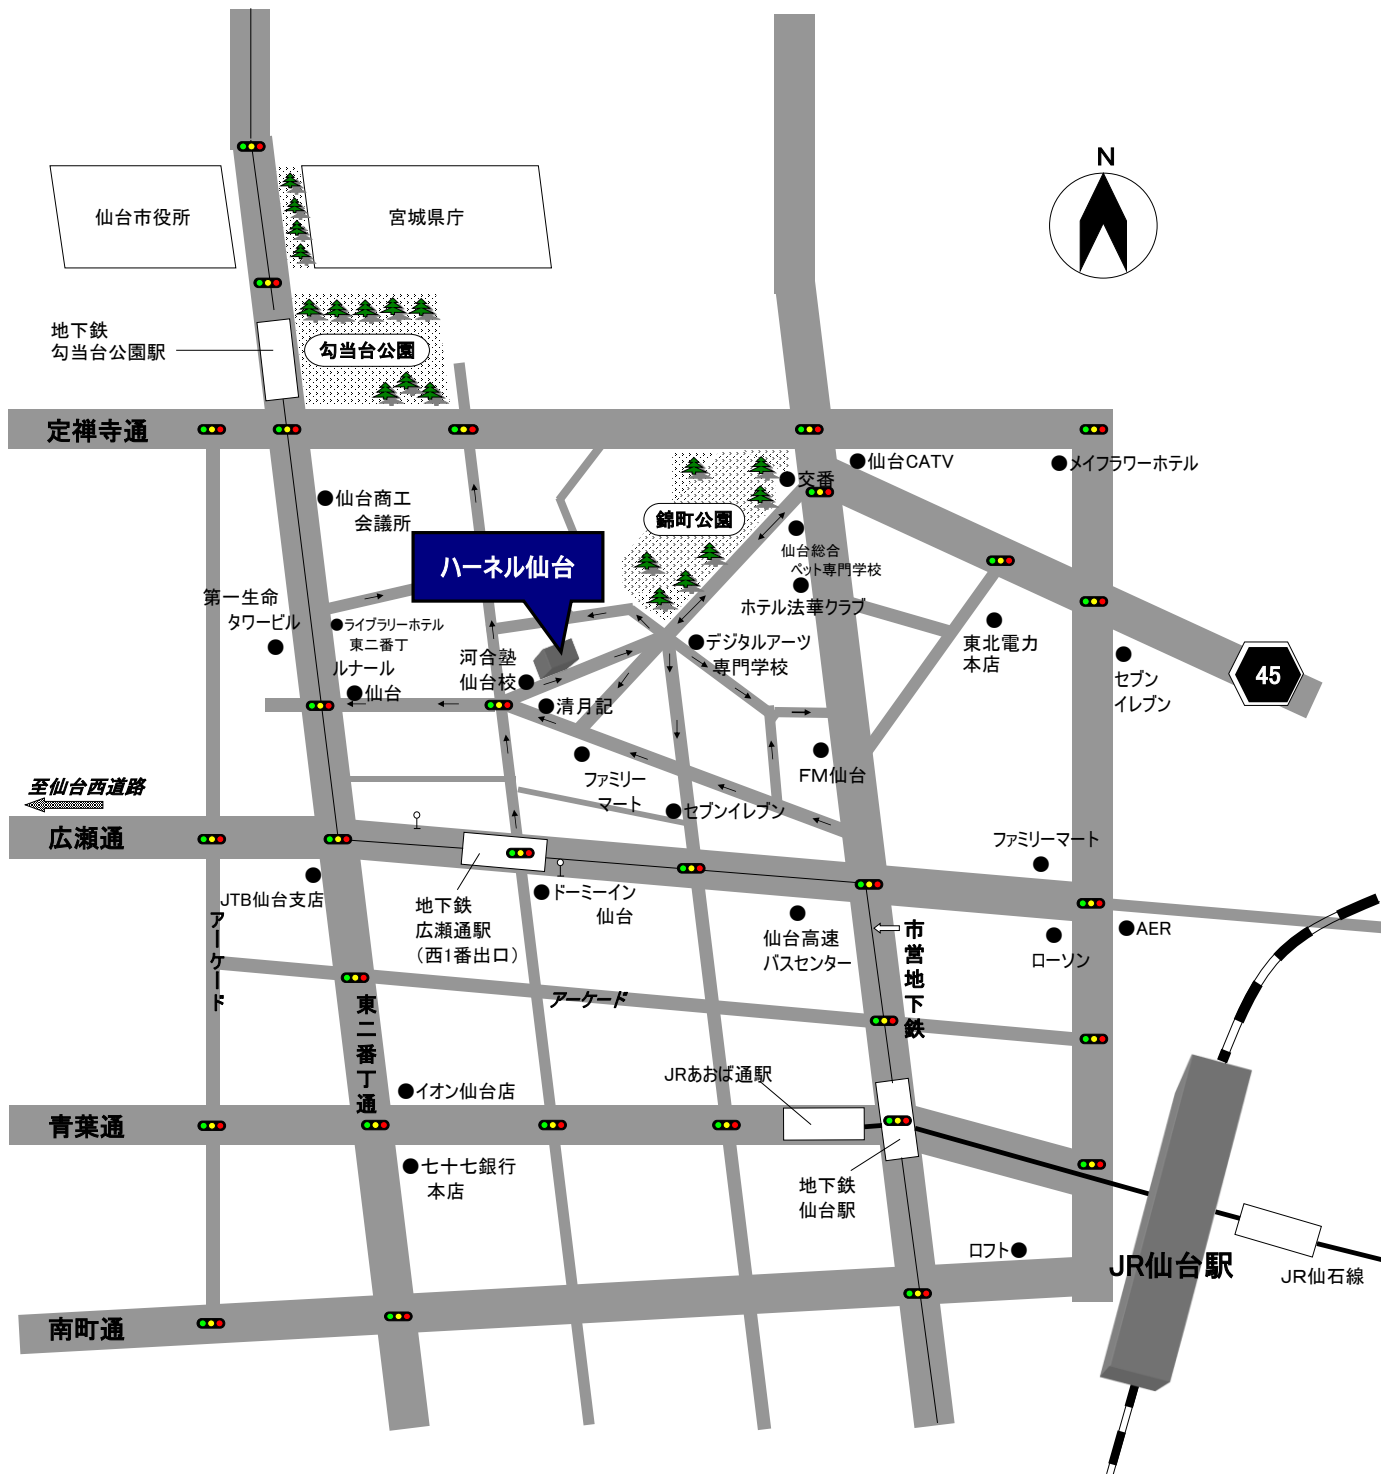 N
仙台市役所
宮城県庁
地下鉄
勾当台公園駅
勾当台公園
定禅寺通
仙台CATV
メイフラワーホテル
交番
仙台商工
会議所
錦町公園
仙台総合
ペット専門学校
ハーネル仙台
第一生命
タワービル
ホテル法華クラブ
ライブラリーホテル
東二番丁
デジタルアーツ
専門学校
東北電力
本店
河合塾
仙台校
ルナール
仙台
清月記
セブン
イレブン
45
FM仙台
ファミリー
マート
至仙台西道路
セブンイレブン
広瀬通
ファミリーマート
JTB仙台支店
地下鉄
広瀬通駅
（西1番出口）
ドーミーイン
仙台
仙台高速
バスセンター
市営地下鉄
AER
ローソン
アーケード
アーケード
東二番丁通
JRあおば通駅
イオン仙台店
青葉通
七十七銀行
本店
地下鉄
仙台駅
ロフト
JR仙台駅
JR仙石線
南町通